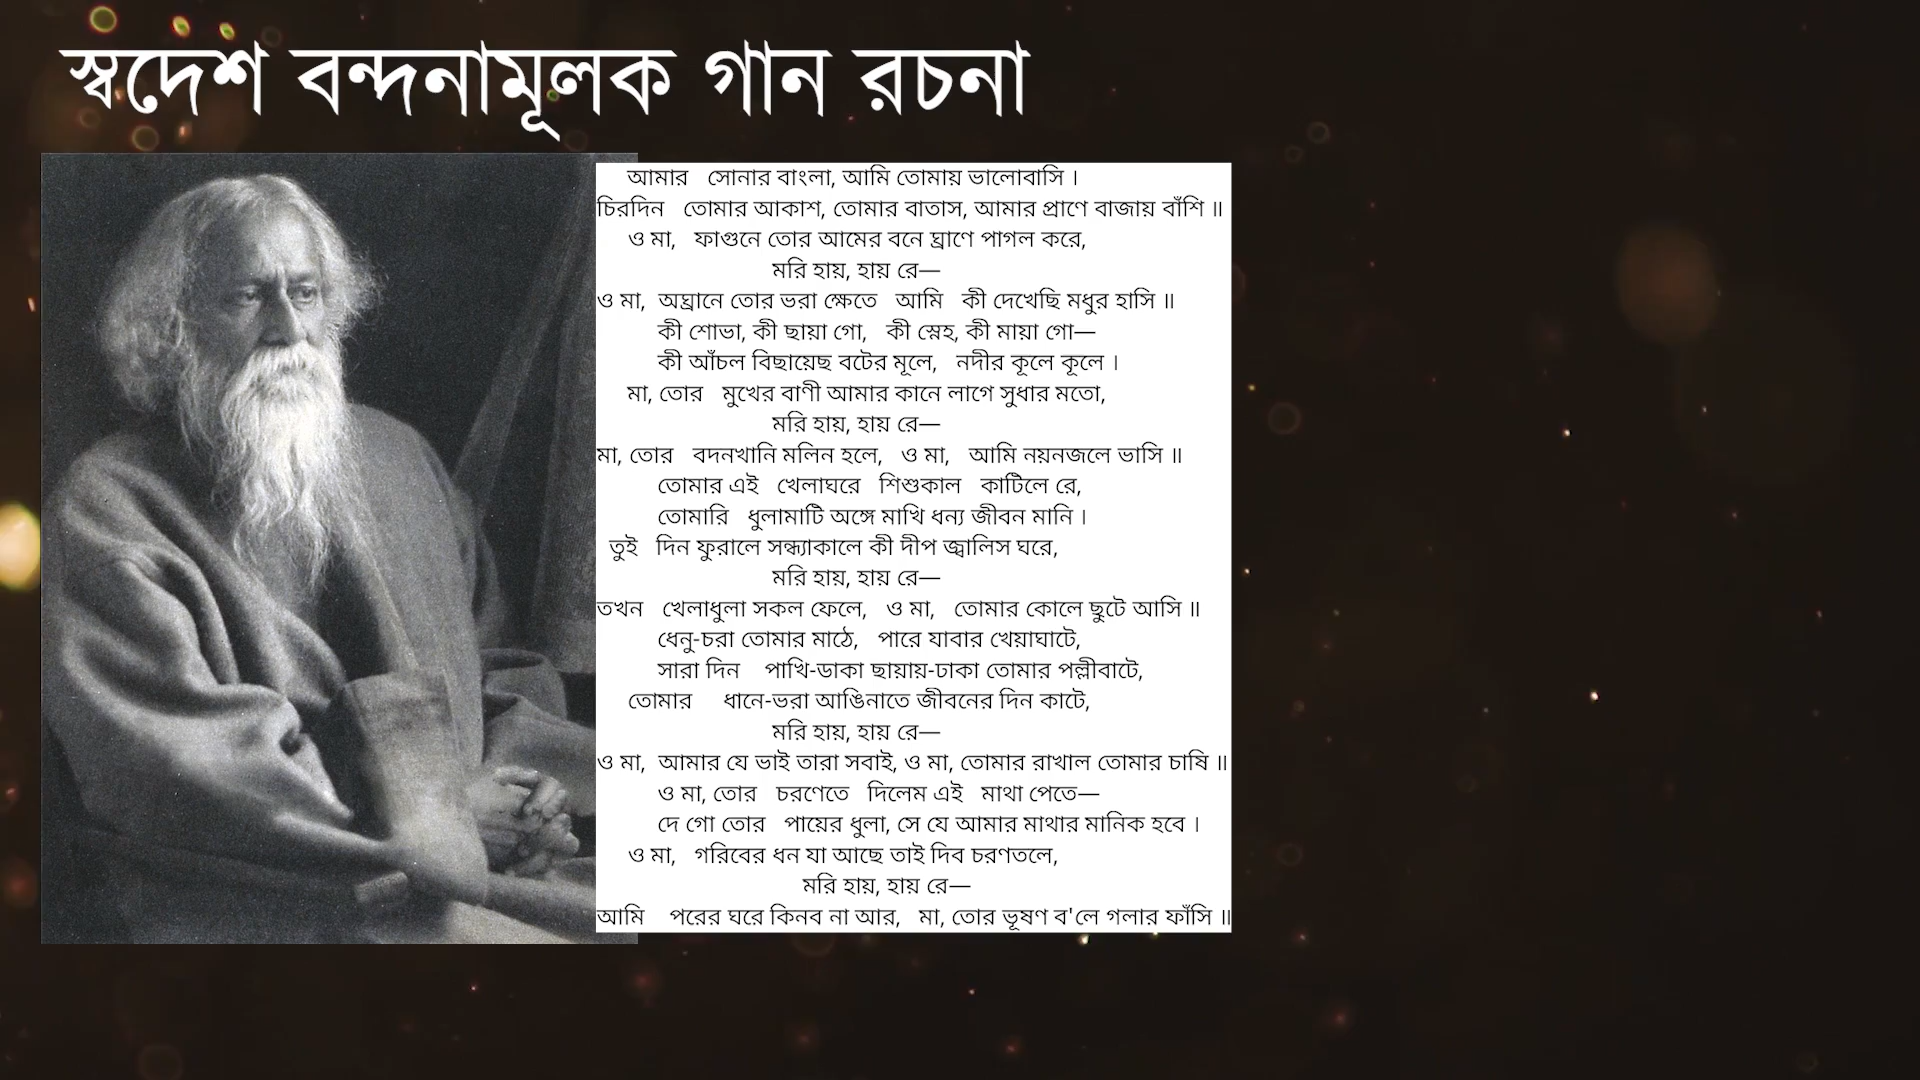 স্বদেশ বন্দনামূলক গান রচনা
আমার সোনার বাংলা, আমি তোমায় ভালোবাসি ।
চিরদিন তোমার আকাশ, তোমার বাতাস, আমার প্রাণে বাজায় বাঁশি ॥
ও মা, ফাগুনে তোর আমের বনে ঘ্রাণে পাগল করে,
মরি হায়, হায় রে—
ও মা, অঘ্রানে তোর ভরা ক্ষেতে আমি কী দেখেছি মধুর হাসি ॥
কী শোভা, কী ছায়া গো, কী স্নেহ, কী মায়া গো—
কী আঁচল বিছায়েছ বটের মূলে, নদীর কূলে কূলে ।
মা, তোর মুখের বাণী আমার কানে লাগে সুধার মতো,
মরি হায়, হায় রে—
মা, তোর বদনখানি মলিন হলে, ও মা, আমি নয়নজলে ভাসি ॥
তোমার এই খেলাঘরে শিশুকাল কাটিলে রে,
তোমারি ধুলামাটি অঙ্গে মাখি ধন্য জীবন মানি ।
তুই দিন ফুরালে সন্ধ্যাকালে কী দীপ জ্বালিস ঘরে,
মরি হায়, হায় রে—
তখন খেলাধুলা সকল ফেলে, ও মা, তোমার কোলে ছুটে আসি ॥
ধেনু-চরা তোমার মাঠে, পারে যাবার খেয়াঘাটে,
সারা দিন পাখি-ডাকা ছায়ায়-ঢাকা তোমার পল্লীবাটে,
তোমার ধানে-ভরা আঙিনাতে জীবনের দিন কাটে,
মরি হায়, হায় রে—
ও মা, আমার যে ভাই তারা সবাই, ও মা, তোমার রাখাল তোমার চাষি ॥
ও মা, তোর চরণেতে দিলেম এই মাথা পেতে—
দে গো তোর পায়ের ধুলা, সে যে আমার মাথার মানিক হবে ।
ও মা, গরিবের ধন যা আছে তাই দিব চরণতলে,
মরি হায়, হায় রে—
আমি পরের ঘরে কিনব না আর, মা, তোর ভূষণ ব'লে গলার ফাঁসি ॥